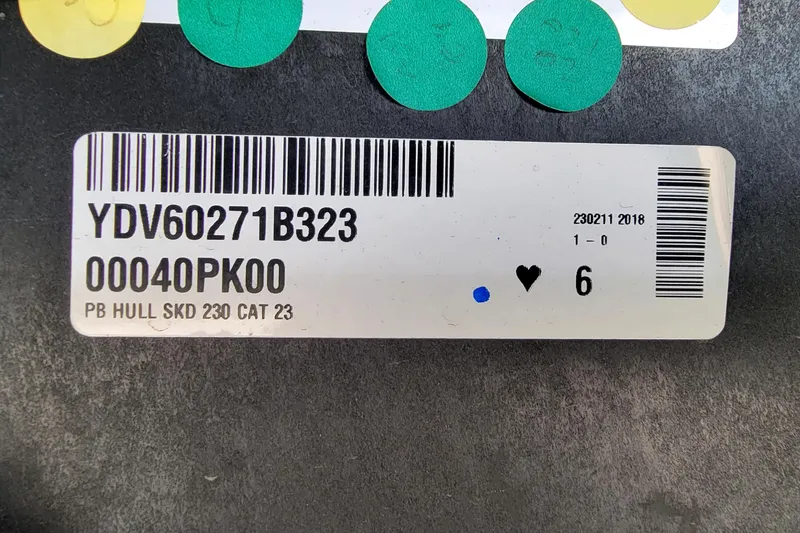 YDV60271B323
00040PK00
PB HULL SKD 230 CAT 23
230211 2018
1 - 0
♥ 6